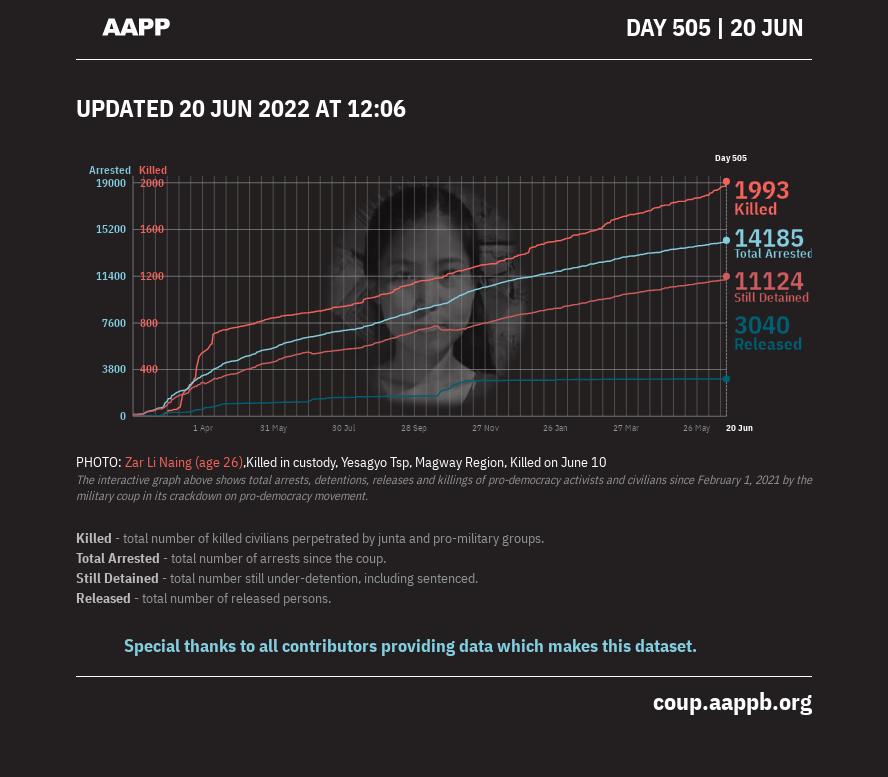 AAPP
DAY 505 | 20 JUN
UPDATED 20 JUN 2022 AT 12:06
Day 505
Arrested Killed
19000 2000
15200 1600
11400 1200
7600 800
3800 400
0
1993
Killed
14185
Total Arrested
11124
Still Detained
3040
Released
1 Apr 31 May 30 Jul 28 Sep 27 Nov 26 Jan 27 Mar 26 May 20 Jun
PHOTO: Zar Li Naing (age 26),Killed in custody, Yesagyo Tsp, Magway Region, Killed on June 10
The interactive graph above shows total arrests, detentions, releases and killings of pro-democracy activists and civilians since February 1, 2021 by the
military coup in its crackdown on pro-democracy movement.
Killed - total number of killed civilians perpetrated by junta and pro-military groups.
Total Arrested - total number of arrests since the coup.
Still Detained - total number still under-detention, including sentenced.
Released - total number of released persons.
Special thanks to all contributors providing data which makes this dataset.
coup.aappb.org